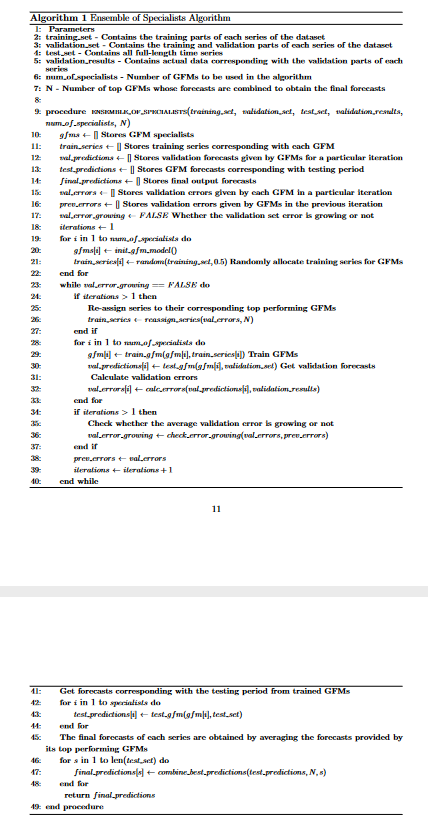 Algorithm 1 Ensemble of Specialists Algorithm
1: Parameters
2: training_set - Contains the training parts of each series of the dataset
3: validation_set - Contains the training and validation parts of each series of the dataset
4: test_set - Contains all full-length time series
5: validation_results - Contains actual data corresponding with the validation parts of each
series
6: num_of_specialists - Number of GFMs to be used in the algorithm
7: N - Number of top GFMs whose forecasts are combined to obtain the final forecasts
8:
9: procedure ENSEMBLE_OF_SPECIALISTS(training_set, validation_set, test_set, validation_results,
num_of_specialists, N)
10: gfms ← [] Stores GFM specialists
11: train_series ← [] Stores training series corresponding with each GFM
12: val_predictions ← [] Stores validation forecasts given by GFMs for a particular iteration
13: test_predictions ← [] Stores GFM forecasts corresponding with testing period
14: final_predictions ← [] Stores final output forecasts
15: val_errors ← [] Stores validation errors given by each GFM in a particular iteration
16: prev_errors ← [] Stores validation errors given by GFMs in the previous iteration
17: val_error_growing ← FALSE Whether the validation set error is growing or not
18: iterations ← 1
19: for i in 1 to num_of_specialists do
20: gfms[i] ← init_gfm_model()
21: train_series[i] ← random(training_set, 0.5) Randomly allocate training series for GFMs
22: end for
23: while val_error_growing == FALSE do
24: if iterations > 1 then
25: Re-assign series to their corresponding top performing GFMs
26: train_series ← reassign_series(val_errors, N)
27: end if
28: for i in 1 to num_of_specialists do
29: gfm[i] ← train_gfm(gfm[i], train_series[i]) Train GFMs
30: val_predictions[i] ← test_gfm(gfm[i], validation_set) Get validation forecasts
31: Calculate validation errors
32: val_errors[i] ← calc_errors(val_predictions[i], validation_results)
33: end for
34: if iterations > 1 then
35: Check whether the average validation error is growing or not
36: val_error_growing ← check_error_growing(val_errors, prev_errors)
37: end if
38: prev_errors ← val_errors
39: iterations ← iterations + 1
40: end while
11
41: Get forecasts corresponding with the testing period from trained GFMs
42: for i in 1 to specialists do
43: test_predictions[i] ← test_gfm(gfm[i], test_set)
44: end for
45: The final forecasts of each series are obtained by averaging the forecasts provided by
its top performing GFMs
46: for s in 1 to len(test_set) do
47: final_predictions[s] ← combine_best_predictions(test_predictions, N, s)
48: end for
return final_predictions
49: end procedure